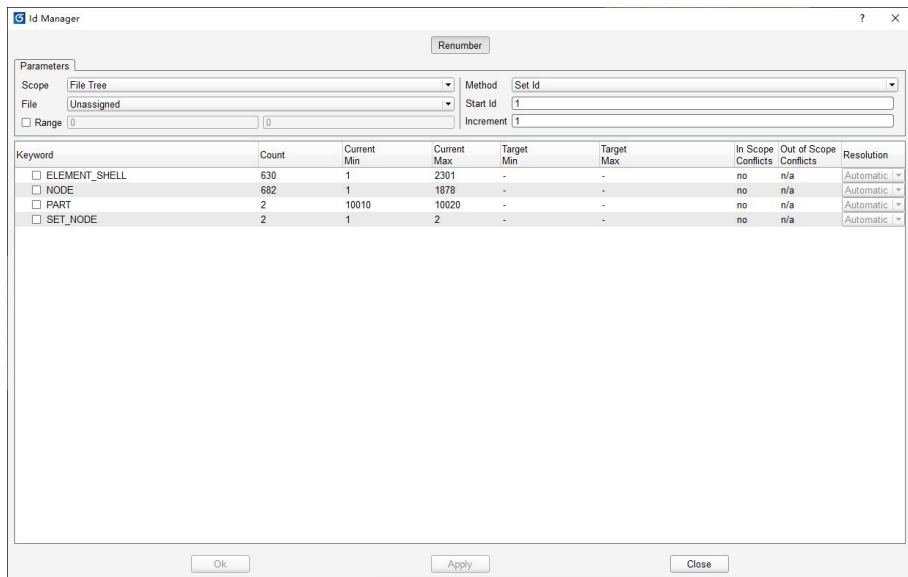 Id Manager ? ×
Renumber
Parameters
Scope File Tree Method Set Id
File Unassigned Start Id 1
Range 0 0 Increment 1
Keyword Count Current Min Current Max Target Min Target Max In Scope Conflicts Out of Scope Conflicts Resolution
ELEMENT_SHELL 630 1 2301 - - no n/a Automatic
NODE 682 1 1878 - - no n/a Automatic
PART 2 10010 10020 - - no n/a Automatic
SET_NODE 2 1 2 - - no n/a Automatic
Ok Apply Close